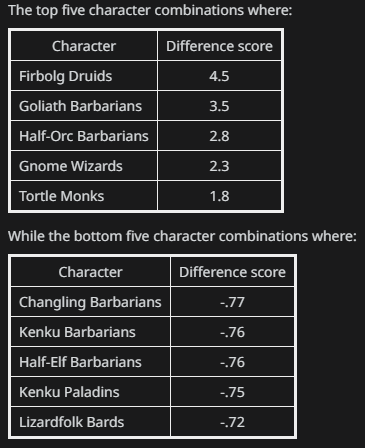 The top five character combinations where:
Character Difference score
Firbolg Druids 4.5
Goliath Barbarians 3.5
Half-Orc Barbarians 2.8
Gnome Wizards 2.3
Tortle Monks 1.8
While the bottom five character combinations where:
Character Difference score
Changling Barbarians -.77
Kenku Barbarians -.76
Half-Elf Barbarians -.76
Kenku Paladins -.75
Lizardfolk Bards -.72